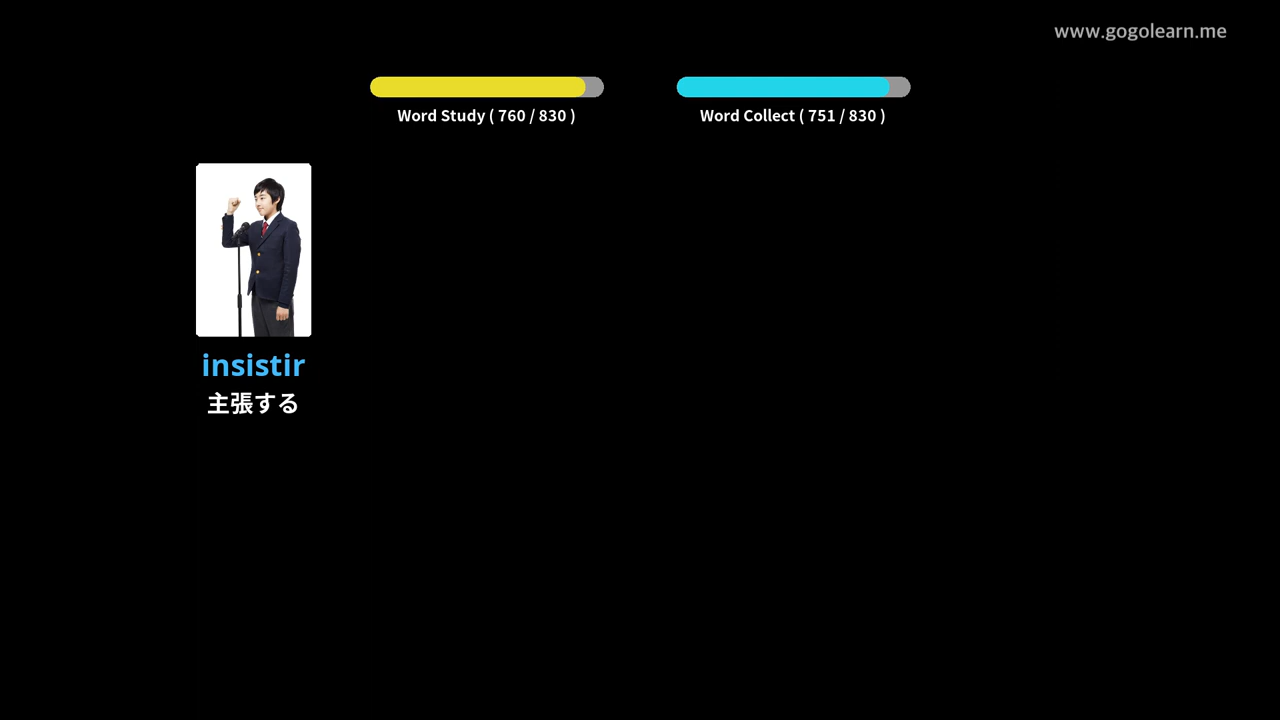 www.gogolearn.me
Word Study ( 760 / 830 )
Word Collect ( 751 / 830 )
insistir
主張する